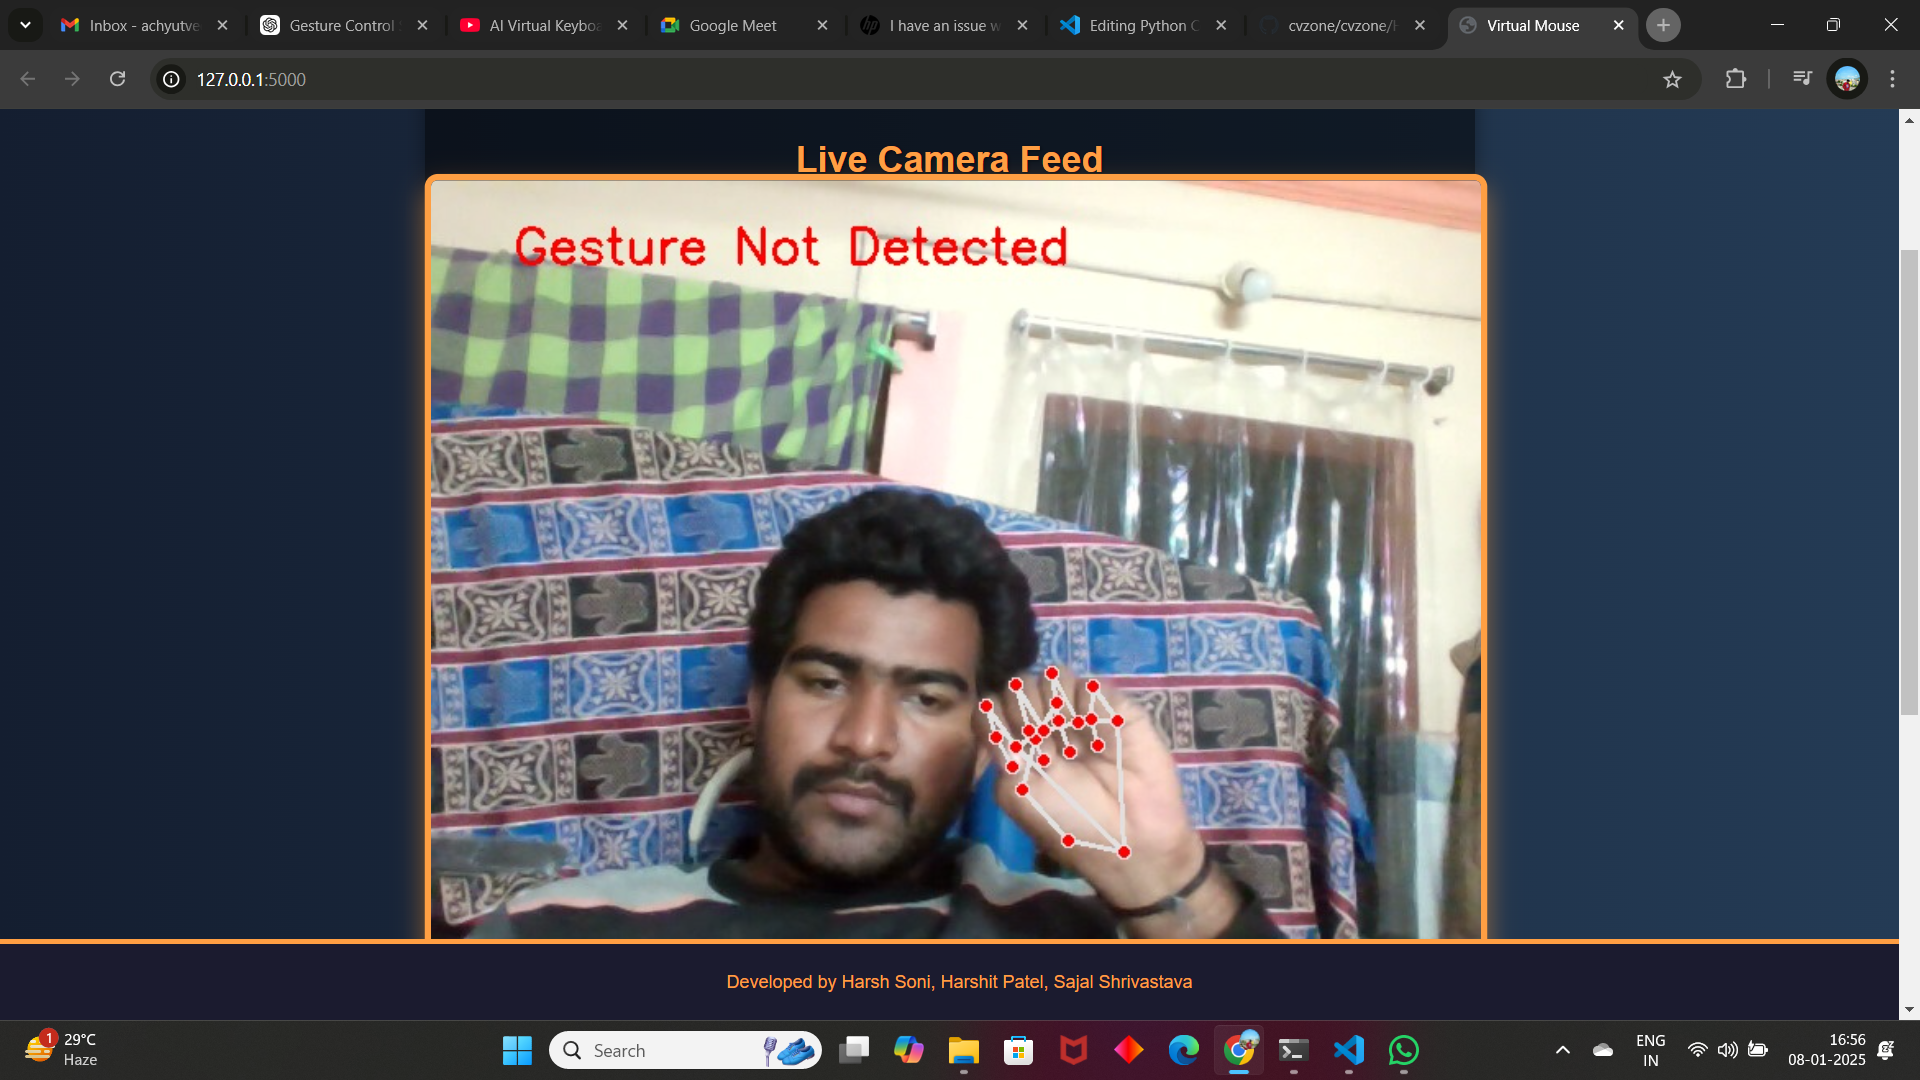 Inbox - achyutve
Gesture Control S
AI Virtual Keyboa
Google Meet
I have an issue w
Editing Python C
cvzone/cvzone/H
Virtual Mouse
127.0.0.1:5000
Live Camera Feed
Gesture Not Detected
Developed by Harsh Soni, Harshit Patel, Sajal Shrivastava
1
29°C
Haze
Search
ENG
IN
16:56
08-01-2025